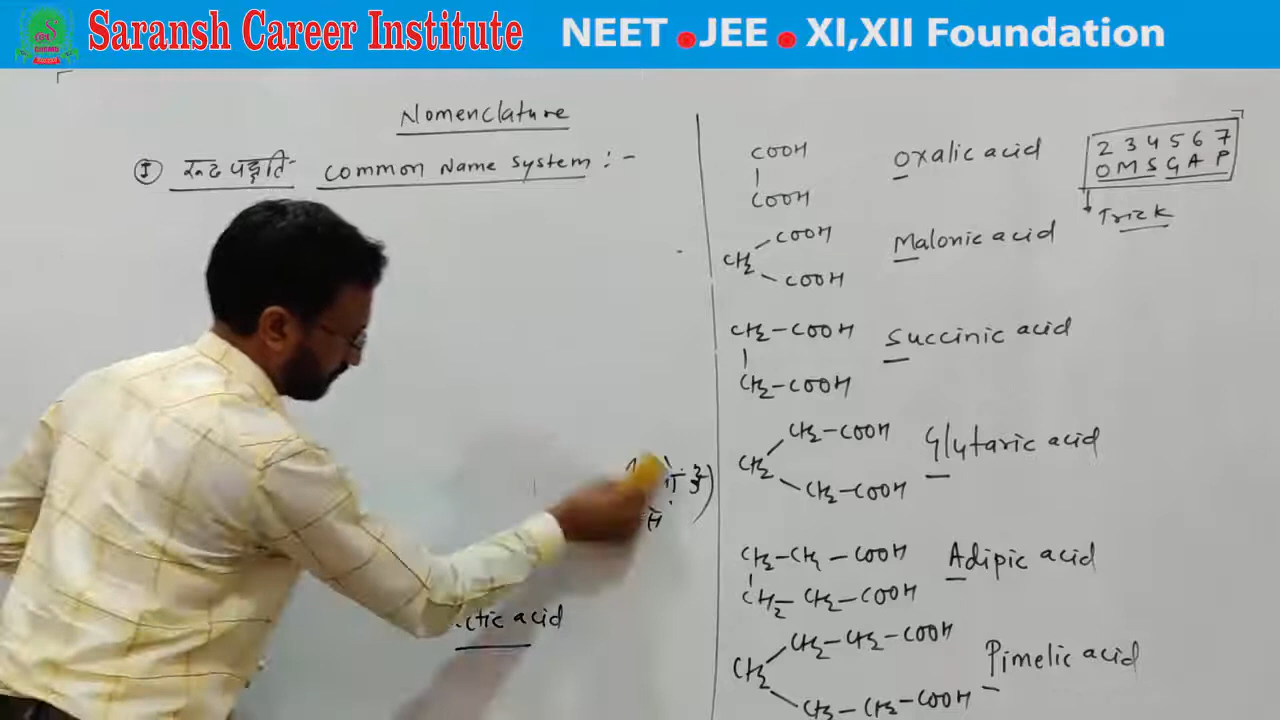 Saransh Career Institute NEET • JEE • XI,XII Foundation
Nomenclature
I रूढ पद्धति common Name system :-
ctic acid
COOH
COOH
oxalic acid
2 3 4 5 6 7
O M S G A P
Trick
CH2
COOH
COOH
Malonic acid
CH2-COOH
CH2-COOH
Succinic acid
CH2-COOH
CH2
CH2-COOH
Glutaric acid
CH2-CH2-COOH
CH2-CH2-COOH
Adipic acid
CH2-CH2-COOH
CH2
CH2-CH2-COOH
Pimelic acid